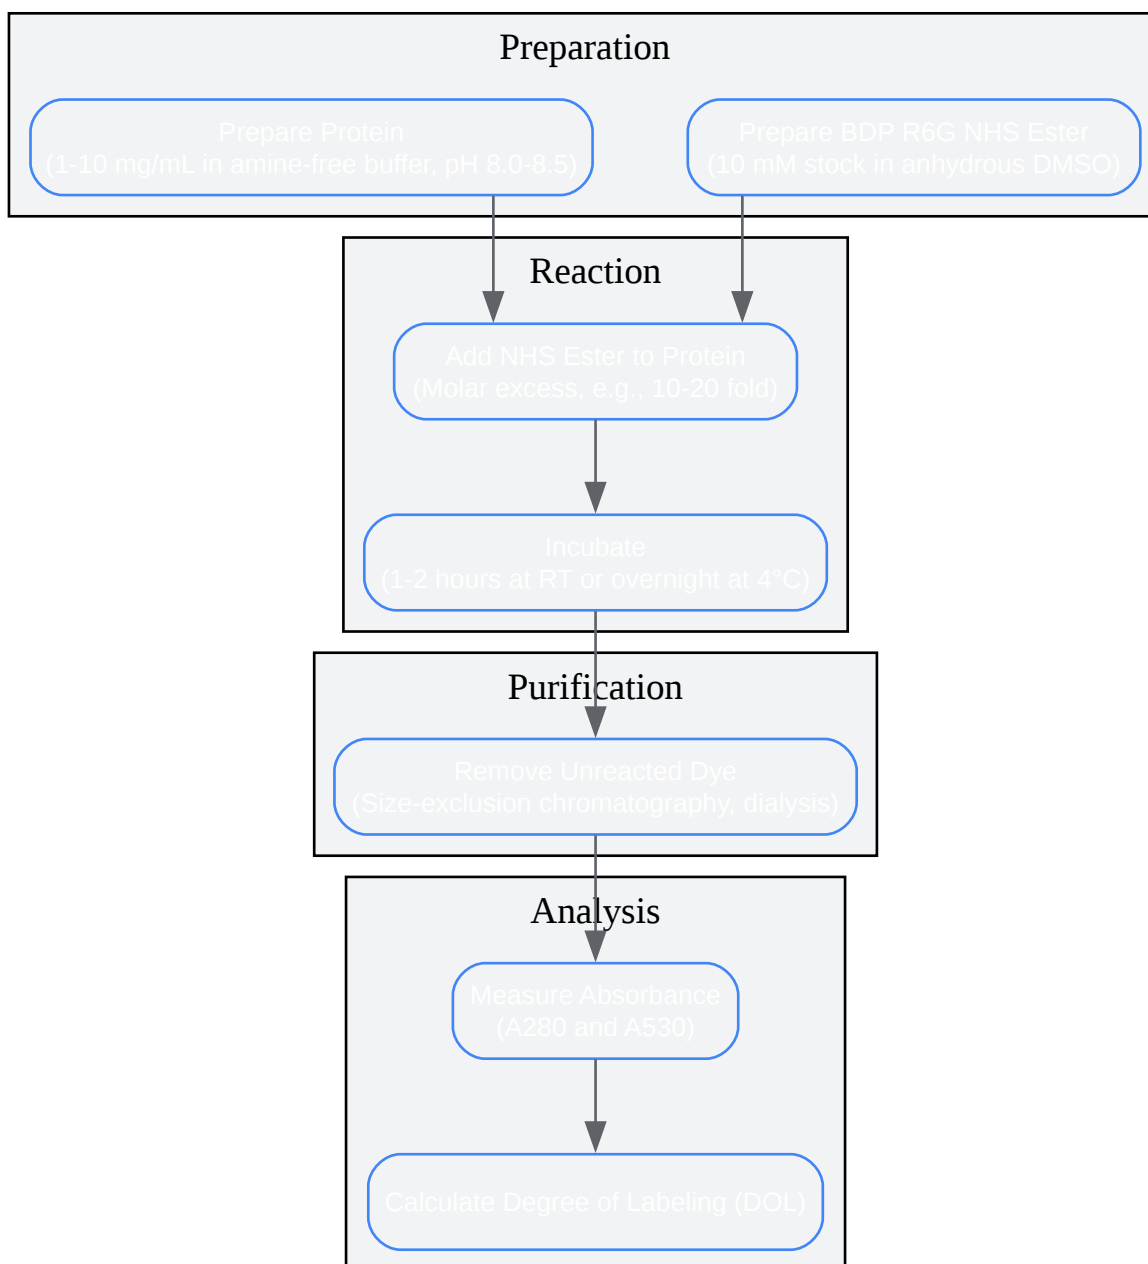 Preparation
Prepare Protein
(1-10 mg/mL in amine-free buffer, pH 8.0-8.5)
Prepare BDP R6G NHS Ester
(10 mM stock in anhydrous DMSO)
Reaction
Add NHS Ester to Protein
(Molar excess, e.g., 10-20 fold)
Incubate
(1-2 hours at RT or overnight at 4°C)
Purification
Remove Unreacted Dye
(Size-exclusion chromatography, dialysis)
Analysis
Measure Absorbance
(A280 and A530)
Calculate Degree of Labeling (DOL)